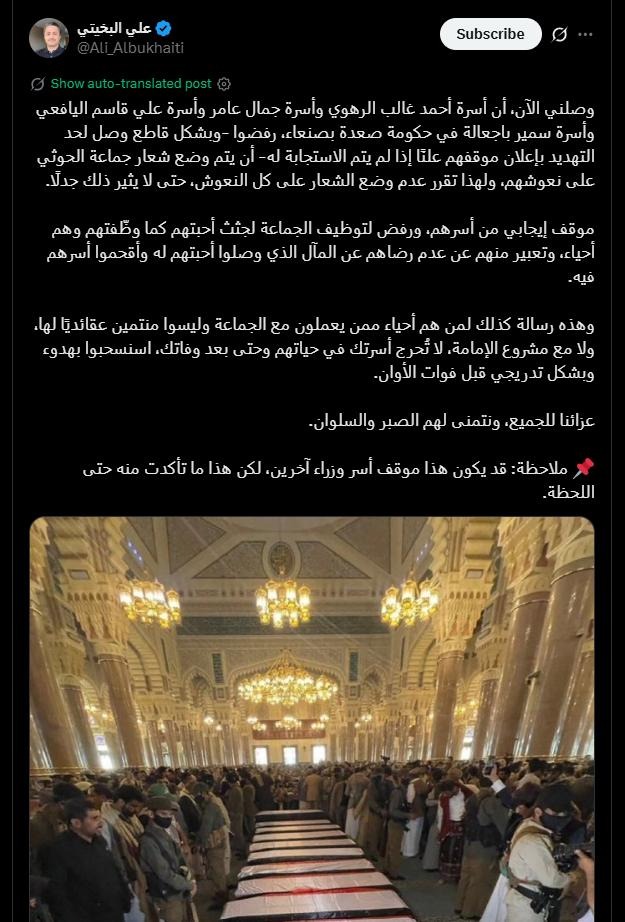 علي البخيتي
@Ali_Albukhaiti
Subscribe
Show auto-translated post
وصلني الآن، أن أسرة أحمد غالب الرهوي وأسرة جمال عامر وأسرة علي قاسم اليافعي
وأسرة سمير باجعالة في حكومة صعدة بصنعاء، رفضوا -وبشكل قاطع وصل لحد
التهديد بإعلان موقفهم علنًا إذا لم يتم الاستجابة له- أن يتم وضع شعار جماعة الحوثي
على نعوشهم، ولهذا تقرر عدم وضع الشعار على كل النعوش، حتى لا يثير ذلك جدلًا.
موقف إيجابي من أسرهم، ورفض لتوظيف الجماعة لجثث أحبتهم كما وظّفتهم وهم
أحياء، وتعبير منهم عن عدم رضاهم عن المآل الذي وصلوا أحبتهم له وأقحموا أسرهم
فيه.
وهذه رسالة كذلك لمن هم أحياء ممن يعملون مع الجماعة وليسوا منتمين عقائديًا لها،
ولا مع مشروع الإمامة، لا تُحرج أسرتك في حياتهم وحتى بعد وفاتك، انسحبوا بهدوء
وبشكل تدريجي قبل فوات الأوان.
عزائنا للجميع، ونتمنى لهم الصبر والسلوان.
📌 ملاحظة: قد يكون هذا موقف أسر وزراء آخرين، لكن هذا ما تأكدت منه حتى
اللحظة.